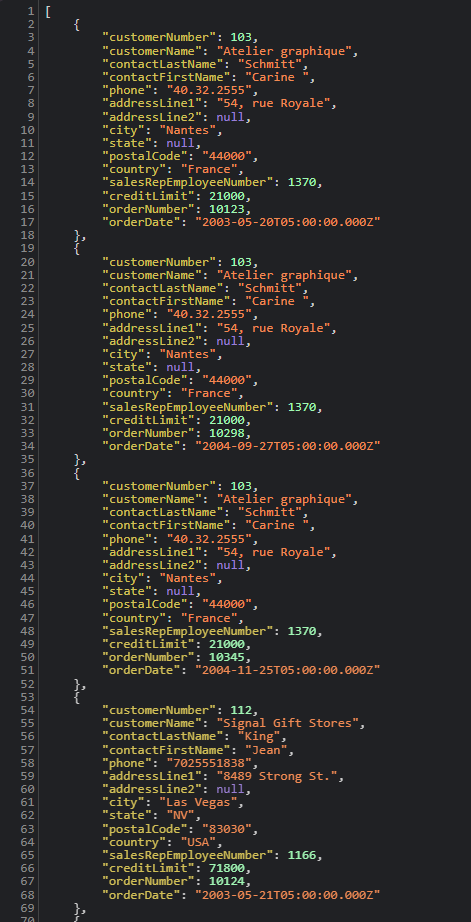 1 [
2     {
3         "customerNumber": 103,
4         "customerName": "Atelier graphique",
5         "contactLastName": "Schmitt",
6         "contactFirstName": "Carine ",
7         "phone": "40.32.2555",
8         "addressLine1": "54, rue Royale",
9         "addressLine2": null,
10         "city": "Nantes",
11         "state": null,
12         "postalCode": "44000",
13         "country": "France",
14         "salesRepEmployeeNumber": 1370,
15         "creditLimit": 21000,
16         "orderNumber": 10123,
17         "orderDate": "2003-05-20T05:00:00.000Z"
18     },
19     {
20         "customerNumber": 103,
21         "customerName": "Atelier graphique",
22         "contactLastName": "Schmitt",
23         "contactFirstName": "Carine ",
24         "phone": "40.32.2555",
25         "addressLine1": "54, rue Royale",
26         "addressLine2": null,
27         "city": "Nantes",
28         "state": null,
29         "postalCode": "44000",
30         "country": "France",
31         "salesRepEmployeeNumber": 1370,
32         "creditLimit": 21000,
33         "orderNumber": 10298,
34         "orderDate": "2004-09-27T05:00:00.000Z"
35     },
36     {
37         "customerNumber": 103,
38         "customerName": "Atelier graphique",
39         "contactLastName": "Schmitt",
40         "contactFirstName": "Carine ",
41         "phone": "40.32.2555",
42         "addressLine1": "54, rue Royale",
43         "addressLine2": null,
44         "city": "Nantes",
45         "state": null,
46         "postalCode": "44000",
47         "country": "France",
48         "salesRepEmployeeNumber": 1370,
49         "creditLimit": 21000,
50         "orderNumber": 10345,
51         "orderDate": "2004-11-25T05:00:00.000Z"
52     },
53     {
54         "customerNumber": 112,
55         "customerName": "Signal Gift Stores",
56         "contactLastName": "King",
57         "contactFirstName": "Jean",
58         "phone": "7025551838",
59         "addressLine1": "8489 Strong St.",
60         "addressLine2": null,
61         "city": "Las Vegas",
62         "state": "NV",
63         "postalCode": "83030",
64         "country": "USA",
65         "salesRepEmployeeNumber": 1166,
66         "creditLimit": 71800,
67         "orderNumber": 10124,
68         "orderDate": "2003-05-21T05:00:00.000Z"
69     },
70     {